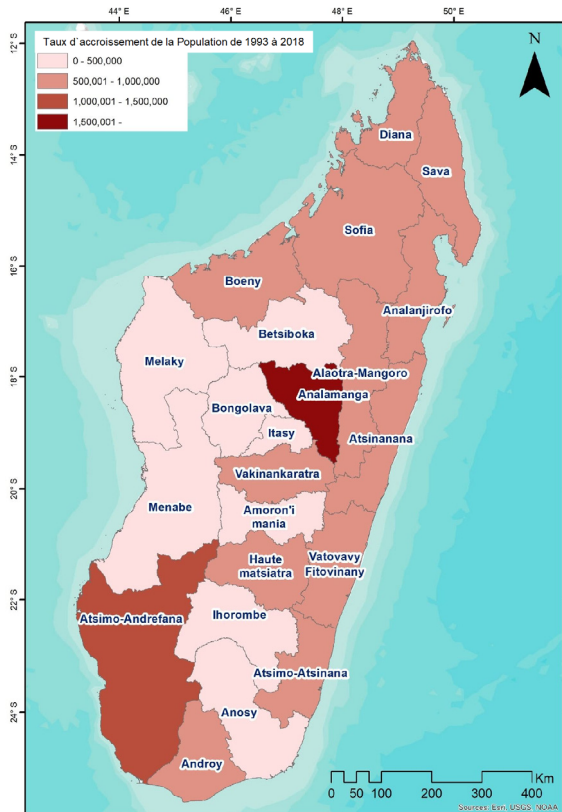 44°E 46°E 48°E 50°E
Taux d`accroissement de la Population de 1993 à 2018
0 - 500,000
500,001 - 1,000,000
1,000,001 - 1,500,000
1,500,001 -
N
12°S
14°S
16°S
18°S
20°S
22°S
24°S
Diana
Sava
Sofia
Boeny
Analanjirofo
Betsiboka
Melaky
Alaotra-Mangoro
Analamanga
Bongolava
Atsinanana
Itasy
Vakinankaratra
Menabe
Amoron'i
mania
Haute
matsiatra
Vatovavy
Fitovinany
Atsimo-Andrefana
Ihorombe
Atsimo-Atsinana
Anosy
Androy
Km
0 50 100 200 300 400
Sources: Esri, USGS, NOAA